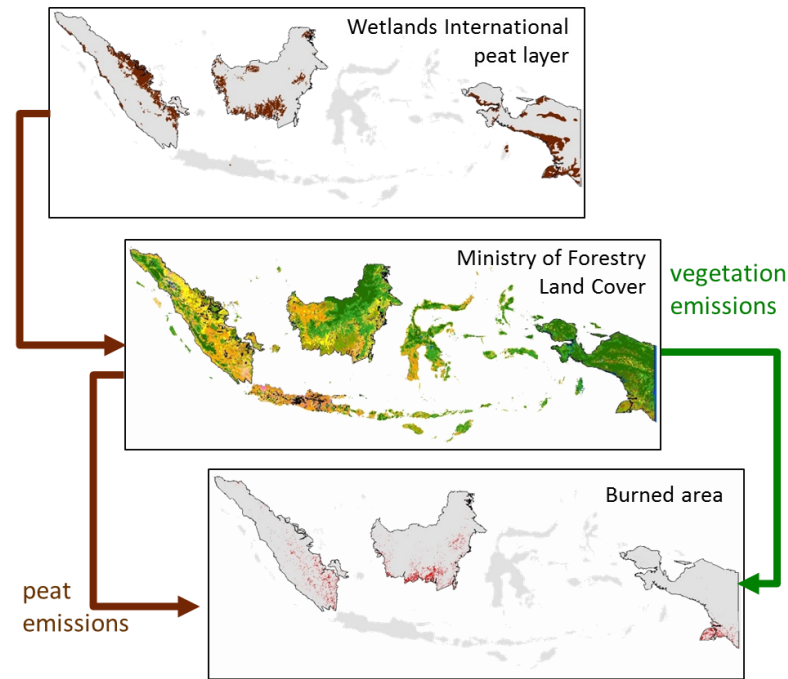 Wetlands International
peat layer
Ministry of Forestry
Land Cover
vegetation
emissions
Burned area
peat
emissions